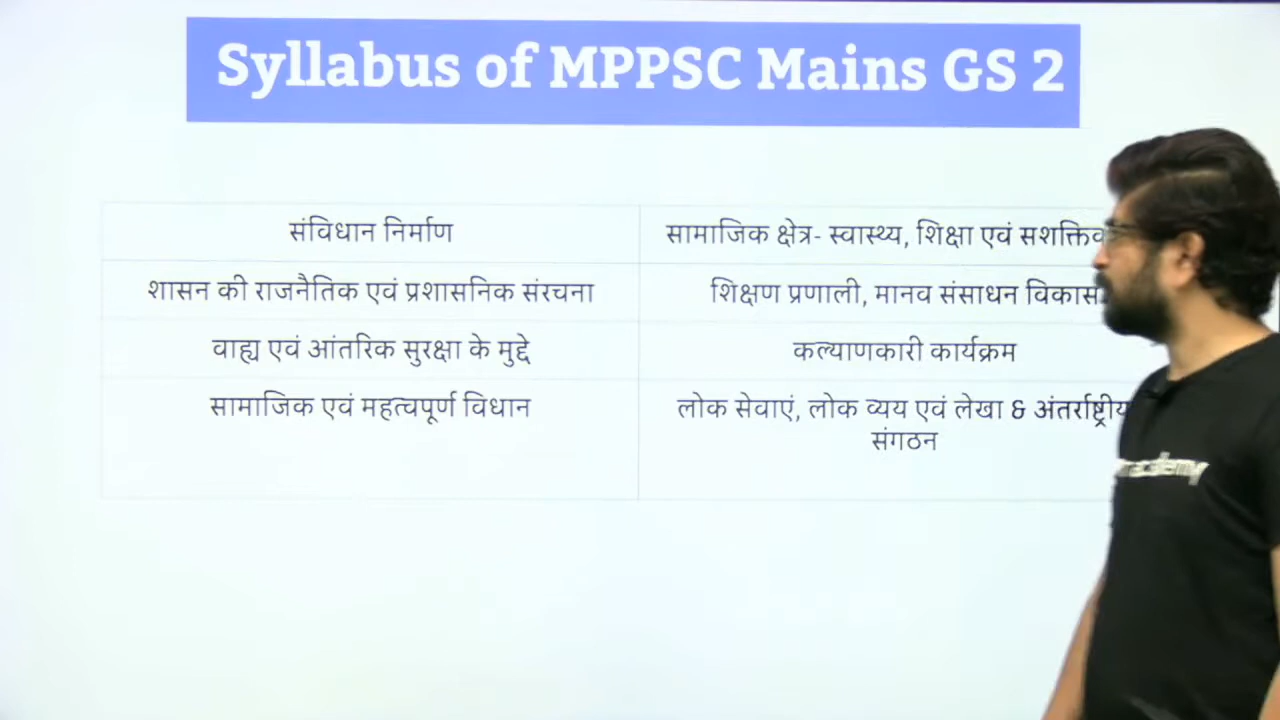 Syllabus of MPPSC Mains GS 2
संविधान निर्माण
सामाजिक क्षेत्र- स्वास्थ्य, शिक्षा एवं
शासन की राजनैतिक एवं प्रशासनिक संरचना
शिक्षण प्रणाली, मानव संसाधन विकास
वाह्य एवं आंतरिक सुरक्षा के मुद्दे
कल्याणकारी कार्यक्रम
सामाजिक एवं महत्वपूर्ण विधान
लोक सेवाएं, लोक व्यय एवं लेखा & अंतर्राष्ट्रीय
संगठन